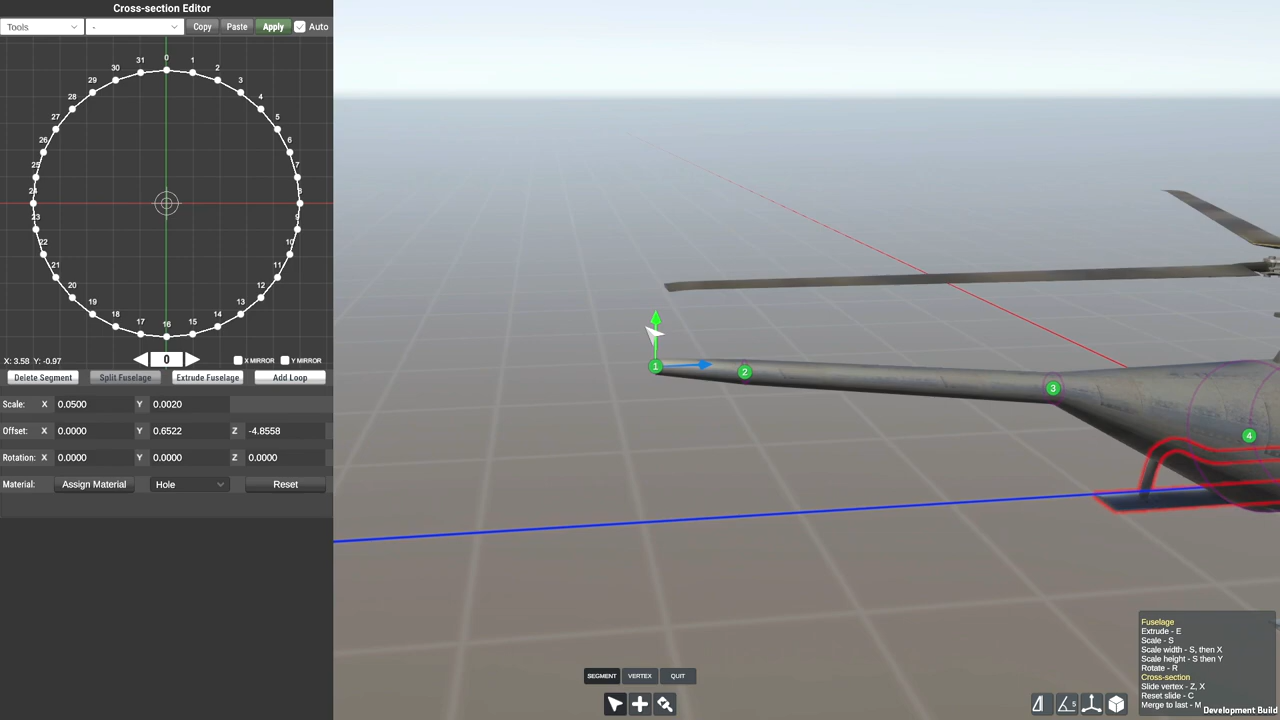 Cross-section Editor
Tools - Copy Paste Apply Auto
0
31 1
30 2
29 3
28 4
27 5
26 6
25 7
24 8
23 9
22 10
21 11
20 12
19 13
18 14
17 16 15
X: 3.58 Y: -0.97 0 X MIRROR Y MIRROR
Delete Segment Split Fuselage Extrude Fuselage Add Loop
Scale: X 0.0500 Y 0.0020
Offset: X 0.0000 Y 0.6522 Z -4.8558
Rotation: X 0.0000 Y 0.0000 Z 0.0000
Material: Assign Material Hole Reset
1 2 3 4
SEGMENT VERTEX QUIT
5
Fuselage
Extrude - E
Scale - S
Scale width - S, then X
Scale height - S then Y
Rotate - R
Cross-section
Slide vertex - Z, X
Reset slide - C
Merge to last - M
Development Build